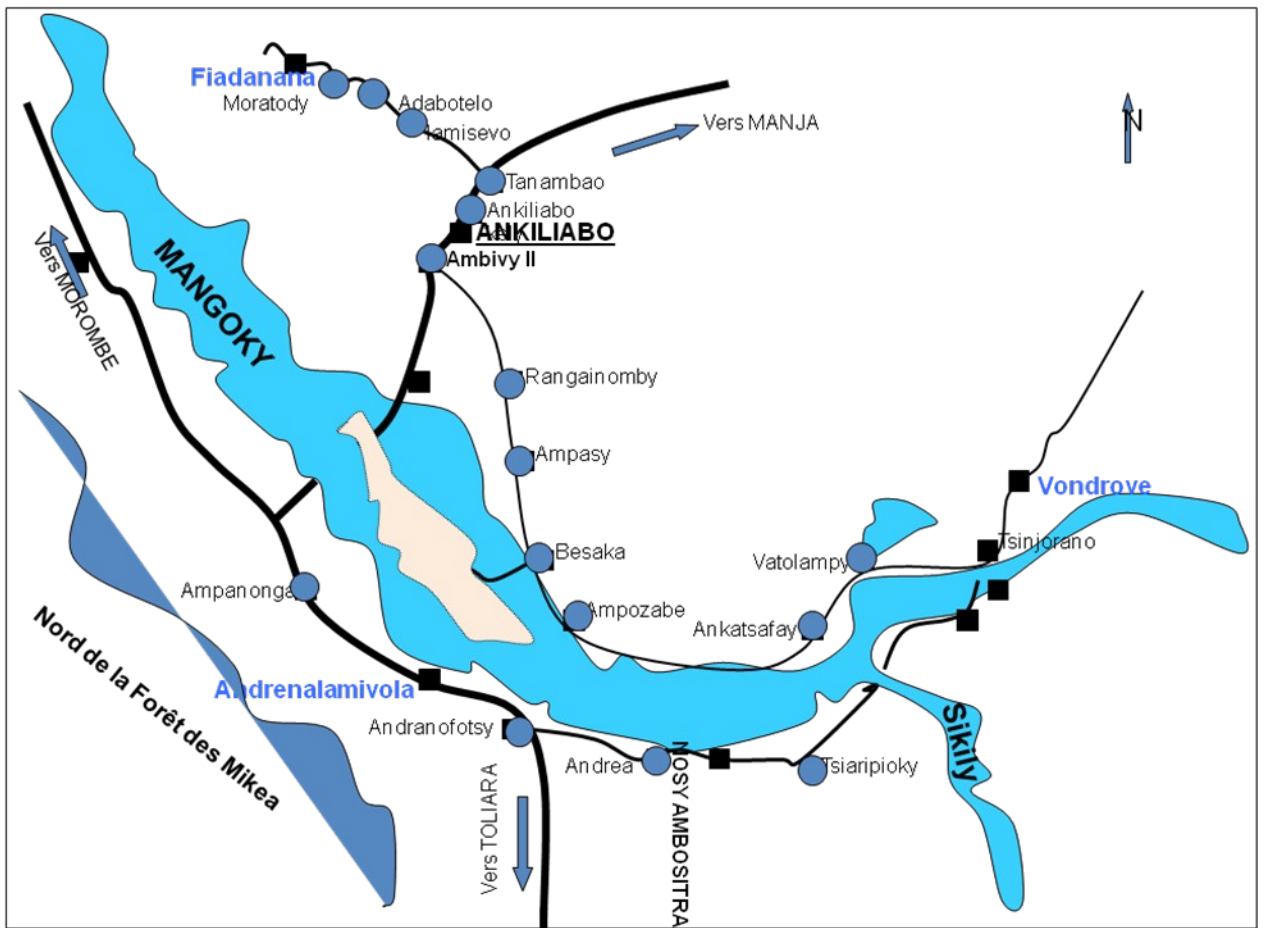 Fiadanana
Moratody
Adabotelo
N
Vers MANJA
Tanambao
Ankiliabo
ANKILIABO
Ambivy II
Vers MOROMBE
MANGOKY
Rangainomby
Ampasy
Vondrove
Tsinjorano
Besaka
Vatolampy
Ampanonga
Ampozabe
Ankatsafay
Nord de la Forêt des Mikea
Andrenalamivola
Andranofotsy
Sikily
Andrea
NOSY AMBOSITRA
Tsiaripioky
Vers TOLIARA